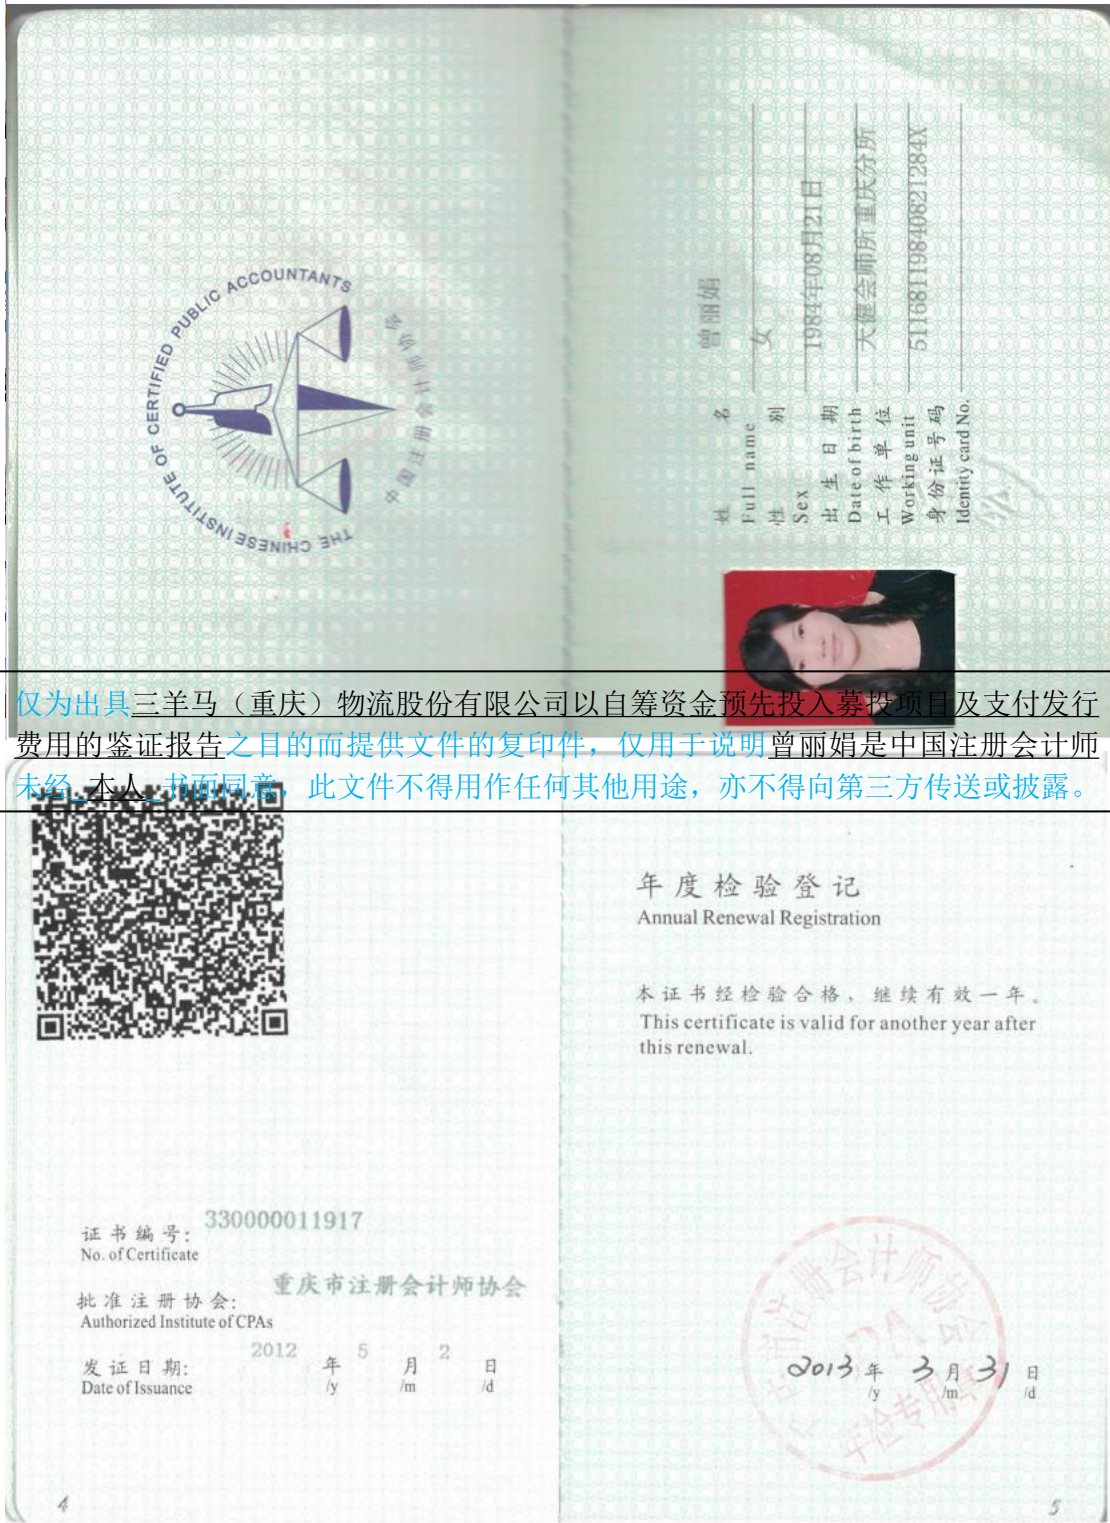 THE CHINESE INSTITUTE OF CERTIFIED PUBLIC ACCOUNTANTS
中国注册会计师协会
姓 名 曾丽娟
Full name
性 别 女
Sex
出生日期 1984年08月21日
Date of birth
工作单位 天健会师所重庆分所
Working unit
身份证号码 51168119840821284X
Identity card No.
仅为出具三羊马（重庆）物流股份有限公司以自筹资金预先投入募投项目及支付发行
费用的鉴证报告之目的而提供文件的复印件，仅用于说明曾丽娟是中国注册会计师
未经 本人 书面同意，此文件不得用作任何其他用途，亦不得向第三方传送或披露。
证书编号: 330000011917
No. of Certificate
批准注册协会: 重庆市注册会计师协会
Authorized Institute of CPAs
发证日期: 2012 年 5 月 2 日
Date of Issuance /y /m /d
4
年度检验登记
Annual Renewal Registration
本证书经检验合格，继续有效一年。
This certificate is valid for another year after
this renewal.
市注册会计师协会
2013 年 3 月 31 日
/y /m /d
年检专用章
5